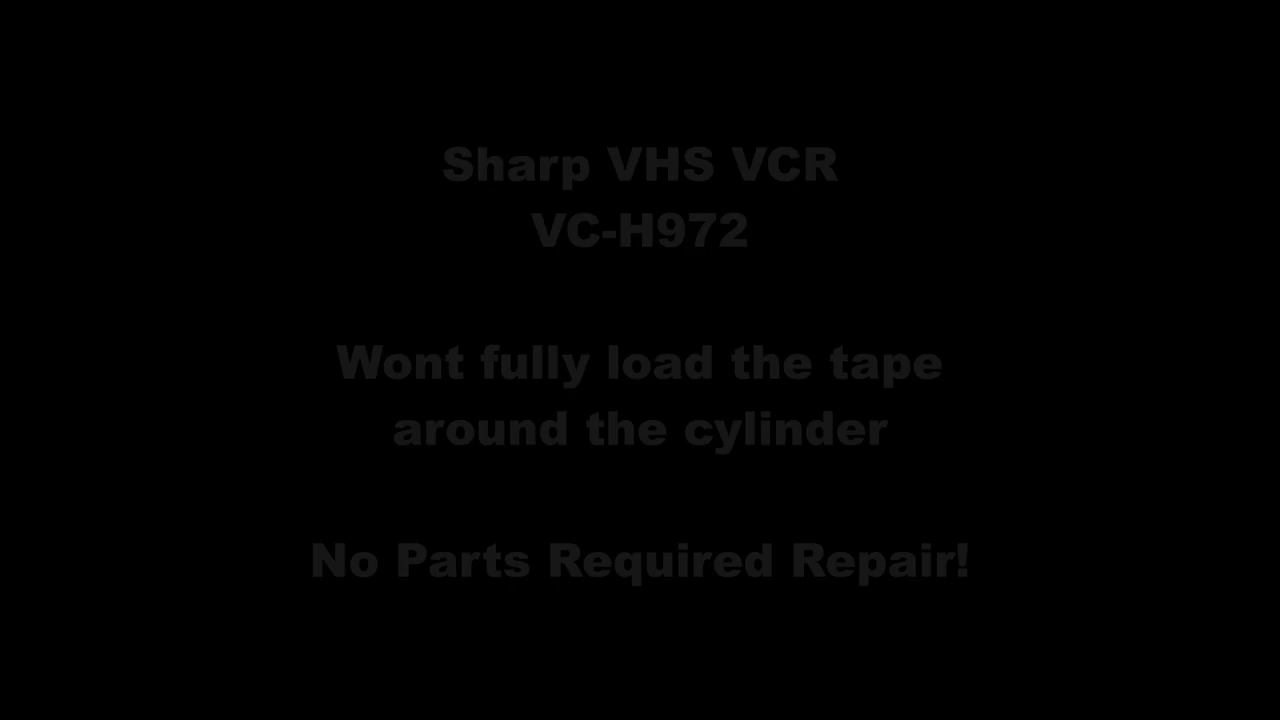 Sharp VHS VCR
VC-H972
Wont fully load the tape
around the cylinder
No Parts Required Repair!